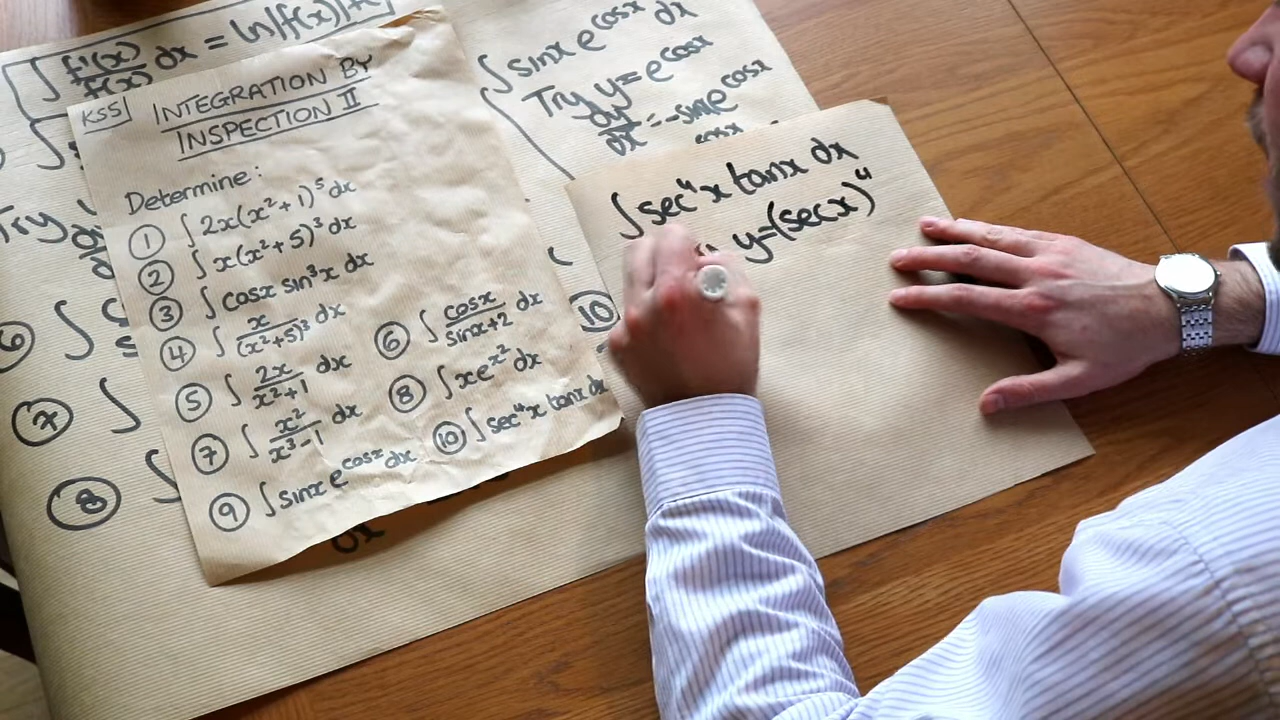 ∫ f'(x)/f(x) dx = ln|f(x)|+
KS5
INTEGRATION BY
INSPECTION II
Determine:
① ∫ 2x(x²+1)⁵ dx
② ∫ x(x²+5)³ dx
③ ∫ cosx sin³x dx
④ ∫ x/(x²+5)³ dx
⑤ ∫ 2x/(x²+1) dx
⑥ ∫ cosx/(sinx+2) dx
⑦ ∫ x²/(x³-1) dx
⑧ ∫ xe^(x²) dx
⑨ ∫ sinx e^(cosx) dx
⑩ ∫ sec⁴x tanx dx
∫ sinx e^(cosx) dx
Try y = e^(cosx)
dy/dx = -sinx e^(cosx)
cosx
∫ sec⁴x tanx dx
y=(secx)⁴
Try
⑥ ∫
⑦ ∫
⑧ ∫
⑩
dx